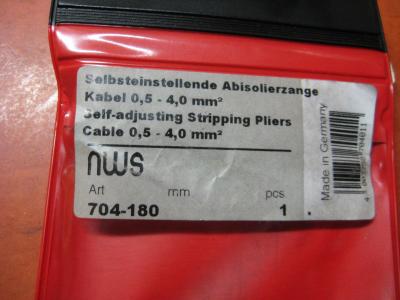 Selbsteinstellende Abisolierzange
Kabel 0,5 - 4,0 mm²
Self-adjusting Stripping Pliers
Cable 0,5 - 4,0 mm²
NWS
Art mm pcs
704-180 1
Made in Germany